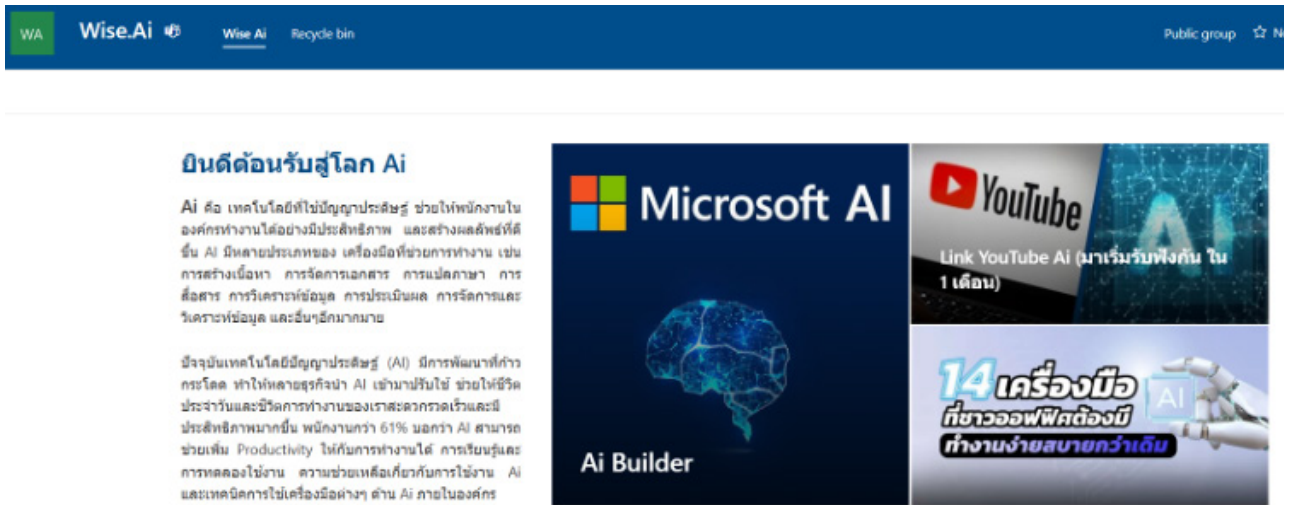 WA
Wise.Ai
Wise Ai
Recycle bin
Public group
ยินดีต้อนรับสู่โลก Ai
Ai คือ เทคโนโลยีที่ใช้ปัญญาประดิษฐ์ ช่วยให้พนักงานใน
องค์กรทำงานได้อย่างมีประสิทธิภาพ และสร้างผลลัพธ์ที่ดี
ขึ้น AI มีหลายประเภทของ เครื่องมือที่ช่วยการทำงาน เช่น
การสร้างเนื้อหา การจัดการเอกสาร การแปลภาษา การ
สื่อสาร การวิเคราะห์ข้อมูล การประเมินผล การจัดการและ
วิเคราะห์ข้อมูล และอื่นๆอีกมากมาย
ปัจจุบันเทคโนโลยีปัญญาประดิษฐ์ (AI) มีการพัฒนาที่ก้าว
กระโดด ทำให้หลายธุรกิจนำ AI เข้ามาปรับใช้ ช่วยให้ชีวิต
ประจำวันและชีวิตการทำงานของเราสะดวกรวดเร็วและมี
ประสิทธิภาพมากขึ้น พนักงานกว่า 61% บอกว่า AI สามารถ
ช่วยเพิ่ม Productivity ให้กับการทำงานได้ การเรียนรู้และ
การทดลองใช้งาน ความช่วยเหลือเกี่ยวกับการใช้งาน Ai
และเทคนิคการใช้เครื่องมือต่างๆ ด้าน Ai ภายในองค์กร
Microsoft AI
Ai Builder
YouTube
AI
Link YouTube Ai (มาเริ่มรับฟังกัน ใน
1 เดือน)
14 เครื่องมือ
ที่ชาวออฟฟิศต้องมี
ทำงานง่ายสบายกว่าเดิม
AI